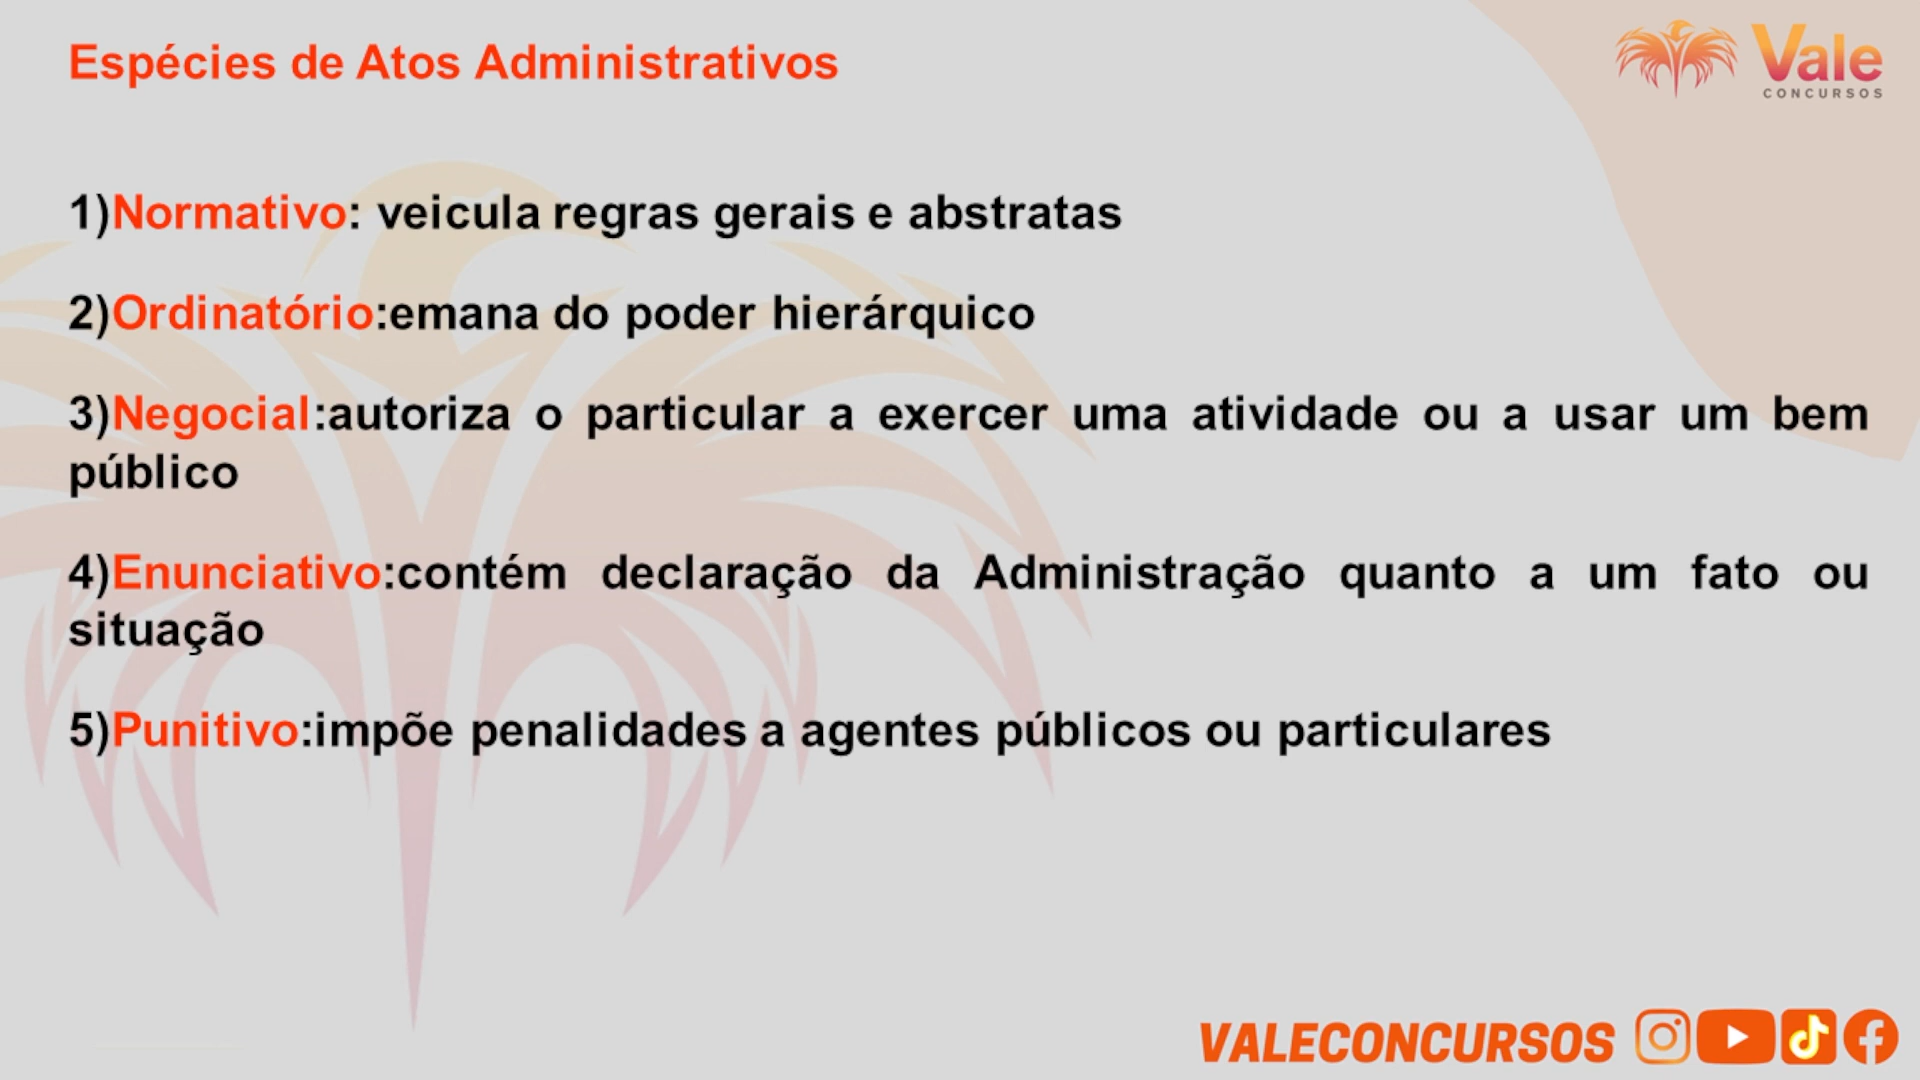 Espécies de Atos Administrativos
Vale
CONCURSOS
1)Normativo: veicula regras gerais e abstratas
2)Ordinatório:emana do poder hierárquico
3)Negocial:autoriza o particular a exercer uma atividade ou a usar um bem
público
4)Enunciativo:contém declaração da Administração quanto a um fato ou
situação
5)Punitivo:impõe penalidades a agentes públicos ou particulares
VALECONCURSOS